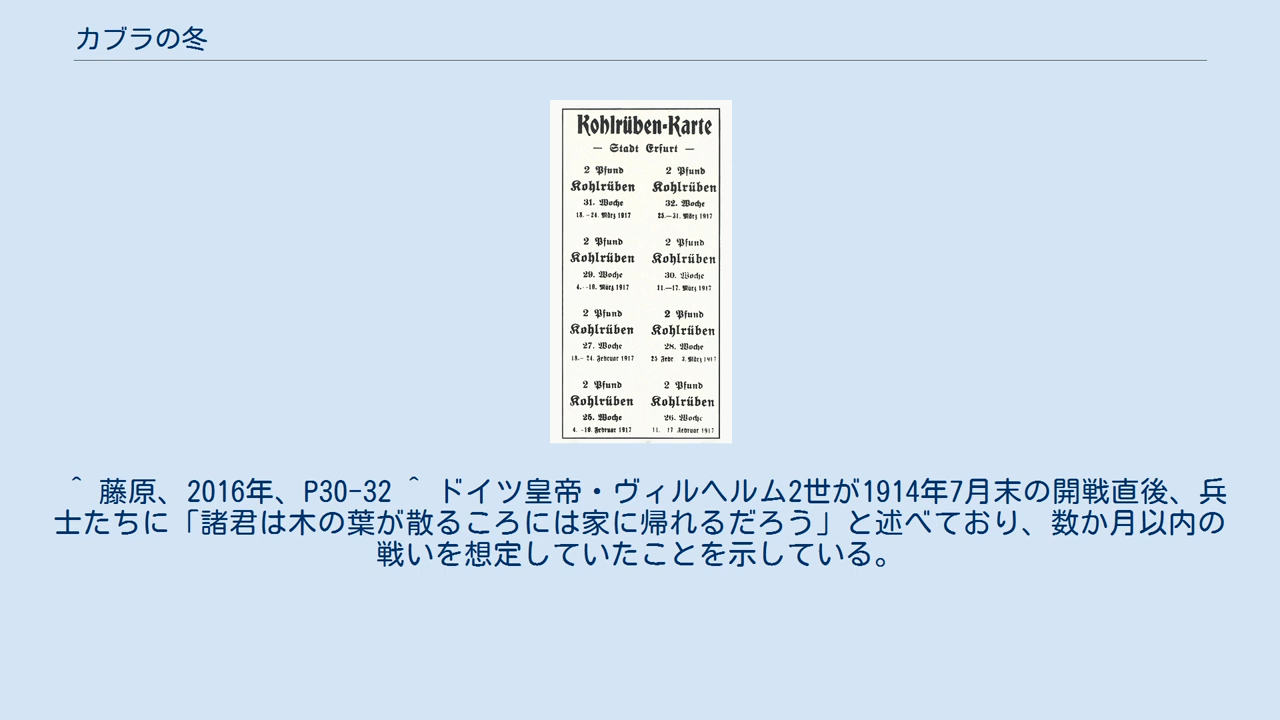 カブラの冬
Kohlrüben-Karte
— Stadt Erfurt —
2 Pfund 2 Pfund
Kohlrüben Kohlrüben
31. Woche 32. Woche
18.-24. März 1917 25.—31. März 1917
2 Pfund 2 Pfund
Kohlrüben Kohlrüben
29. Woche 30. Woche
4.-10. März 1917 11.—17. März 1917
2 Pfund 2 Pfund
Kohlrüben Kohlrüben
27. Woche 28. Woche
18.- 24. Februar 1917 25 Febr 3. März 1917
2 Pfund 2 Pfund
Kohlrüben Kohlrüben
25. Woche 26. Woche
4. -10. Februar 1917 11. 17 Februar 1917
^ 藤原、2016年、P30-32 ^ ドイツ皇帝・ヴィルヘルム2世が1914年7月末の開戦直後、兵
士たちに「諸君は木の葉が散るころには家に帰れるだろう」と述べており、数か月以内の
戦いを想定していたことを示している。